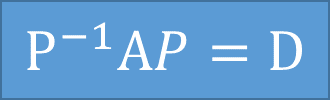 P⁻¹AP = D